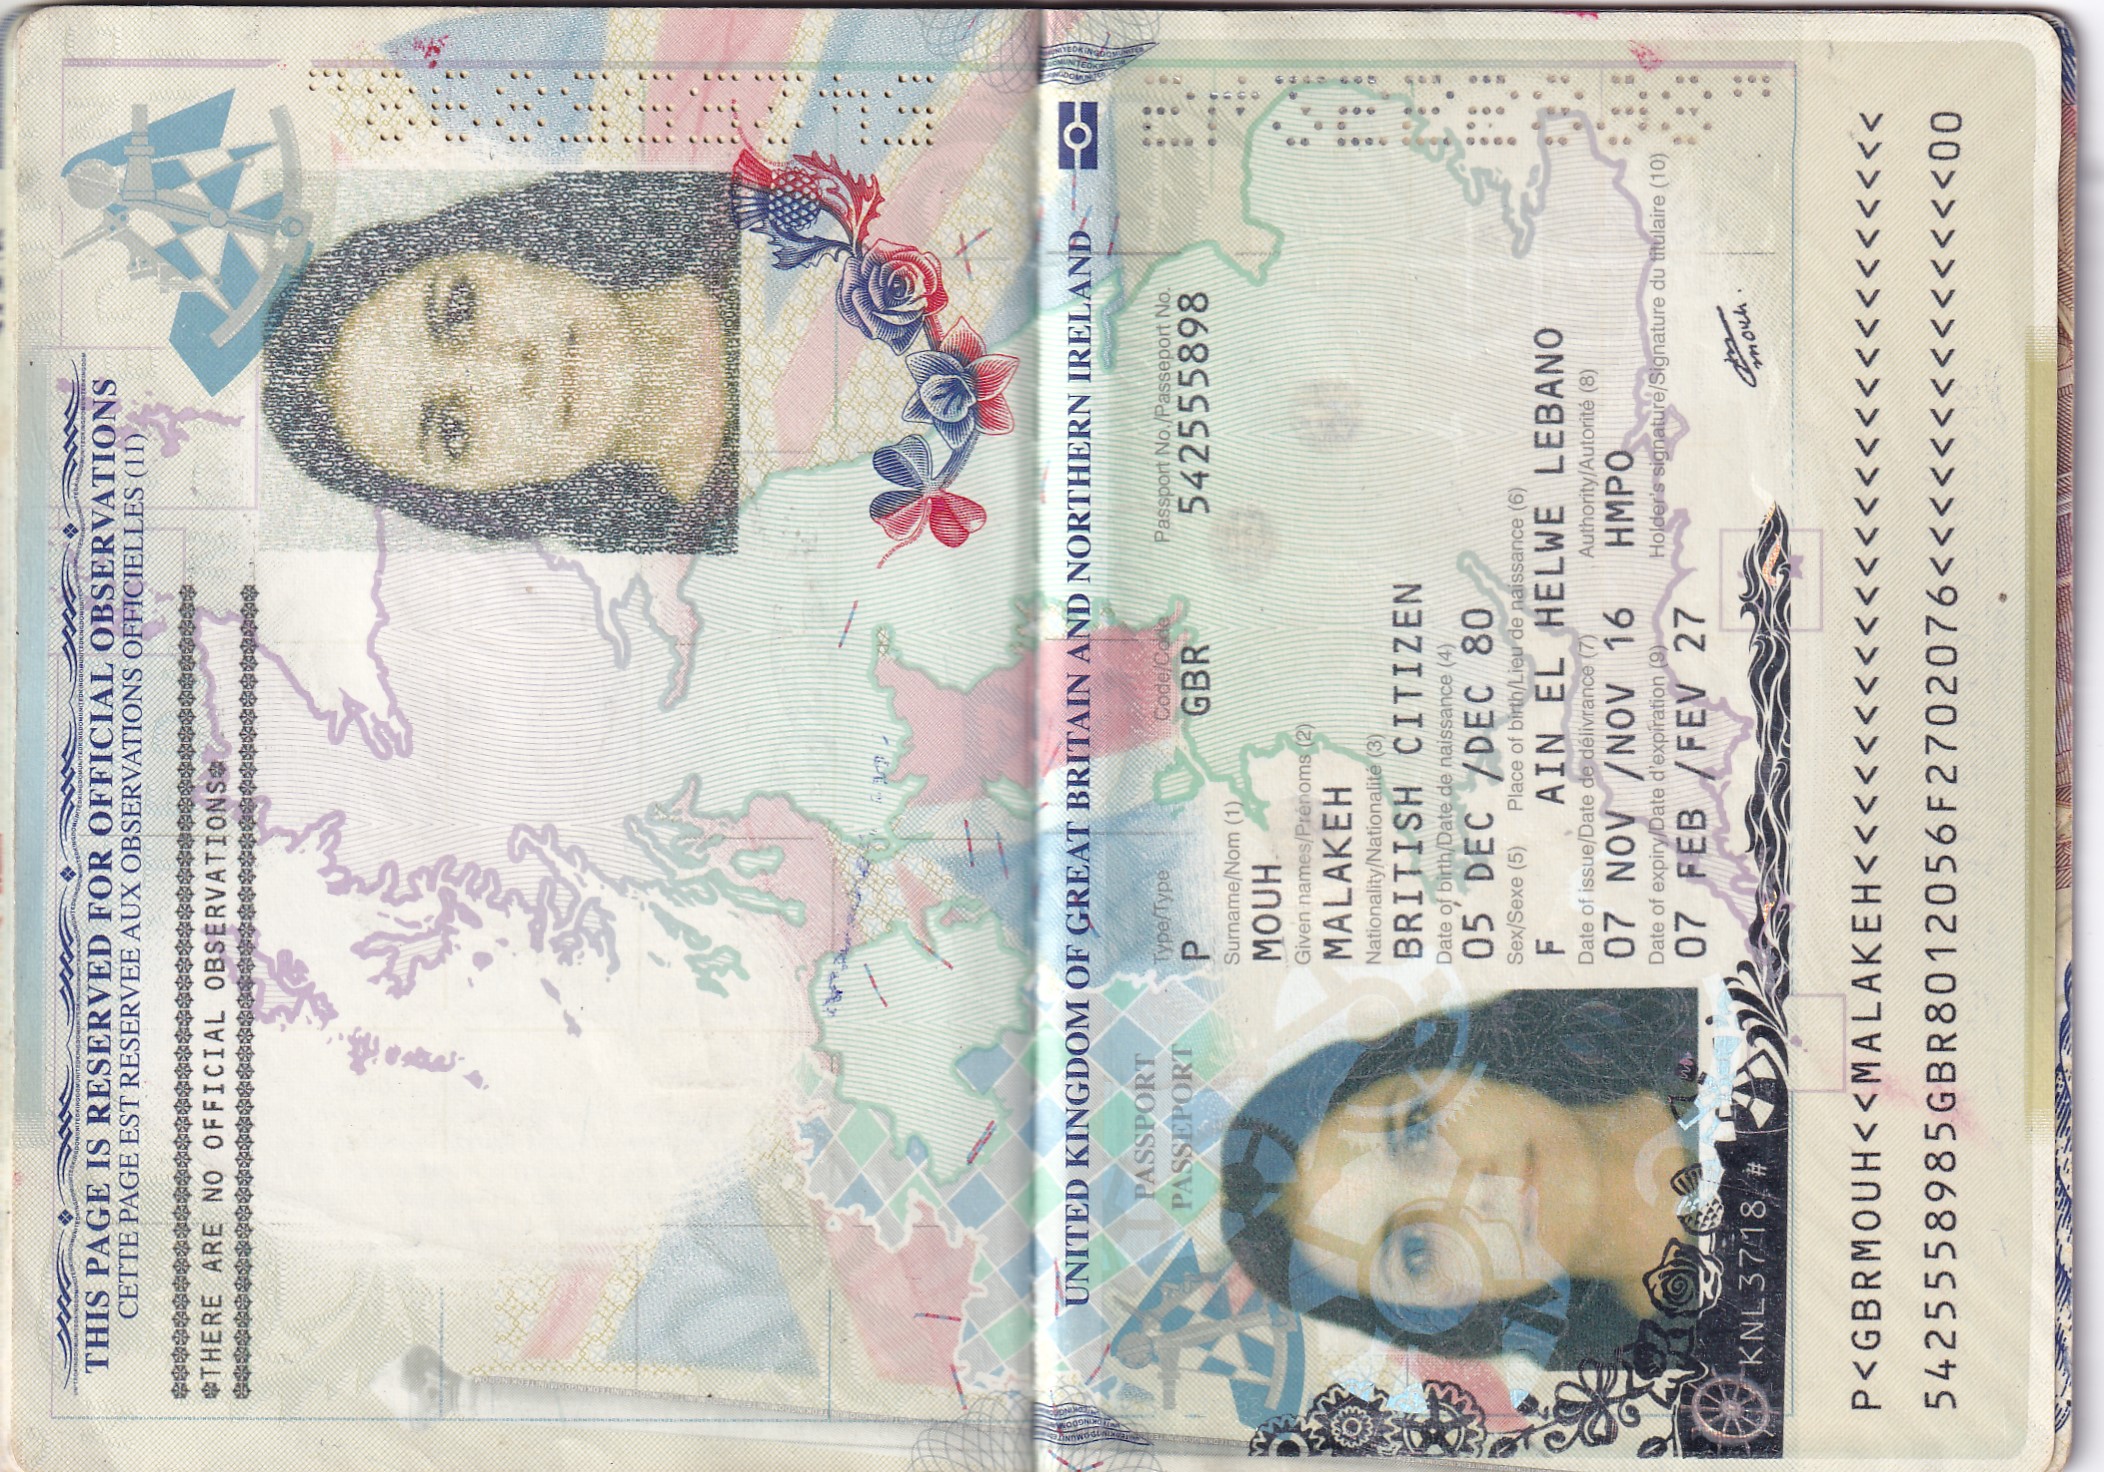 THIS PAGE IS RESERVED FOR OFFICIAL OBSERVATIONS
CETTE PAGE EST RESERVEE AUX OBSERVATIONS OFFICIELLES (11)
*THERE ARE NO OFFICIAL OBSERVATIONS*
UNITED KINGDOM OF GREAT BRITAIN AND NORTHERN IRELAND
PASSPORT
PASSEPORT
Type/Type Code/Code Passport No./Passeport No.
P GBR 542555898
Surname/Nom (1)
MOUH
Given names/Prénoms (2)
MALAKEH
Nationality/Nationalité (3)
BRITISH CITIZEN
Date of birth/Date de naissance (4)
05 DEC /DEC 80
Sex/Sexe (5) Place of birth/Lieu de naissance (6)
F AIN EL HELWE LEBANO
Date of issue/Date de délivrance (7) Authority/Autorité (8)
07 NOV /NOV 16 HMPO
Date of expiry/Date d'expiration (9) Holder's signature/Signature du titulaire (10)
07 FEB /FEV 27
mouh.
KNL3718 #
P<GBRMOUH<<MALAKEH<<<<<<<<<<<<<<<<<<<<<<<<<<
5425558985GBR8012056F2702076<<<<<<<<<<<<<<00